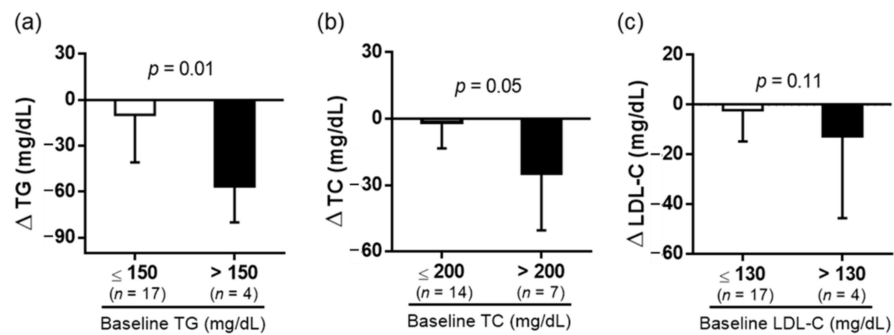 (a)
30
0
−30
−60
−90
△ TG (mg/dL)
p = 0.01
≤ 150
(n = 17)
> 150
(n = 4)
Baseline TG (mg/dL)
(b)
30
0
−30
−60
△ TC (mg/dL)
p = 0.05
≤ 200
(n = 14)
> 200
(n = 7)
Baseline TC (mg/dL)
(c)
20
0
−20
−40
−60
△ LDL-C (mg/dL)
p = 0.11
≤ 130
(n = 17)
> 130
(n = 4)
Baseline LDL-C (mg/dL)